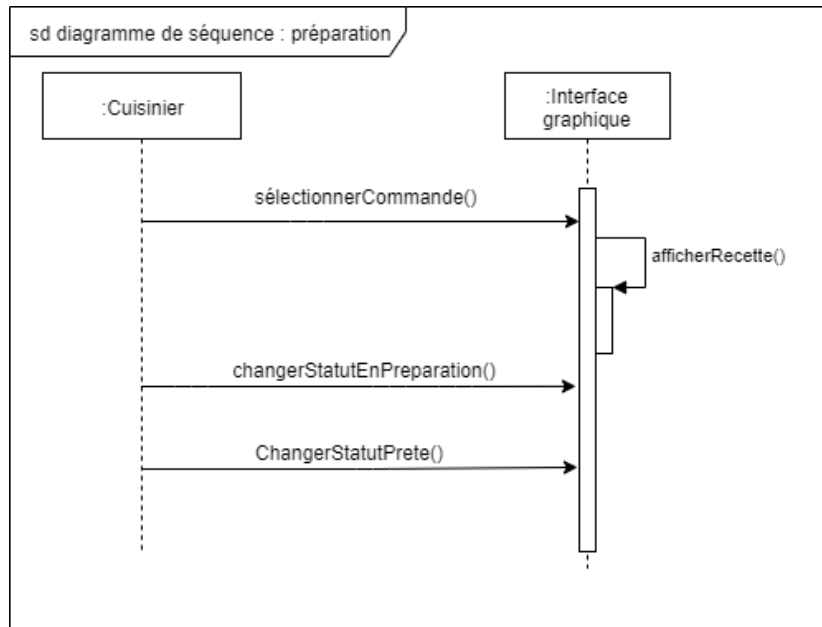 sd diagramme de séquence : préparation
:Cuisinier
:Interface
graphique
sélectionnerCommande()
afficherRecette()
changerStatutEnPreparation()
ChangerStatutPrete()